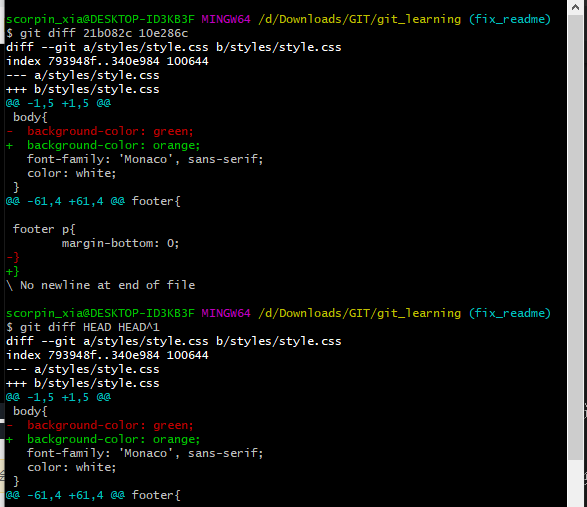 scorpin_xia@DESKTOP-ID3KB3F MINGW64 /d/Downloads/GIT/git_learning (fix_readme)
$ git diff 21b082c 10e286c
diff --git a/styles/style.css b/styles/style.css
index 793948f..340e984 100644
--- a/styles/style.css
+++ b/styles/style.css
@@ -1,5 +1,5 @@
 body{
-  background-color: green;
+  background-color: orange;
   font-family: 'Monaco', sans-serif;
   color: white;
 }
@@ -61,4 +61,4 @@ footer{

 footer p{
        margin-bottom: 0;
-}
+}
\ No newline at end of file

scorpin_xia@DESKTOP-ID3KB3F MINGW64 /d/Downloads/GIT/git_learning (fix_readme)
$ git diff HEAD HEAD^1
diff --git a/styles/style.css b/styles/style.css
index 793948f..340e984 100644
--- a/styles/style.css
+++ b/styles/style.css
@@ -1,5 +1,5 @@
 body{
-  background-color: green;
+  background-color: orange;
   font-family: 'Monaco', sans-serif;
   color: white;
 }
@@ -61,4 +61,4 @@ footer{